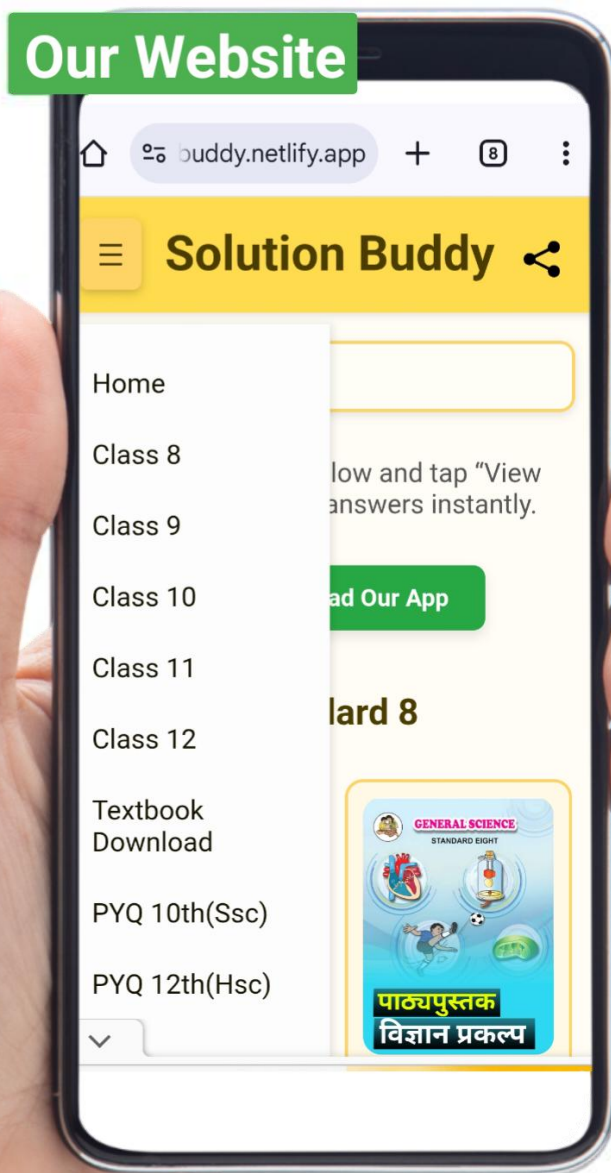 Our Website
buddy.netlify.app
8
Solution Buddy
Home
Class 8
Class 9
Class 10
Class 11
Class 12
Textbook
Download
PYQ 10th(Ssc)
PYQ 12th(Hsc)
low and tap “View
answers instantly.
ad Our App
lard 8
GENERAL SCIENCE
STANDARD EIGHT
पाठ्यपुस्तक
विज्ञान प्रकल्प